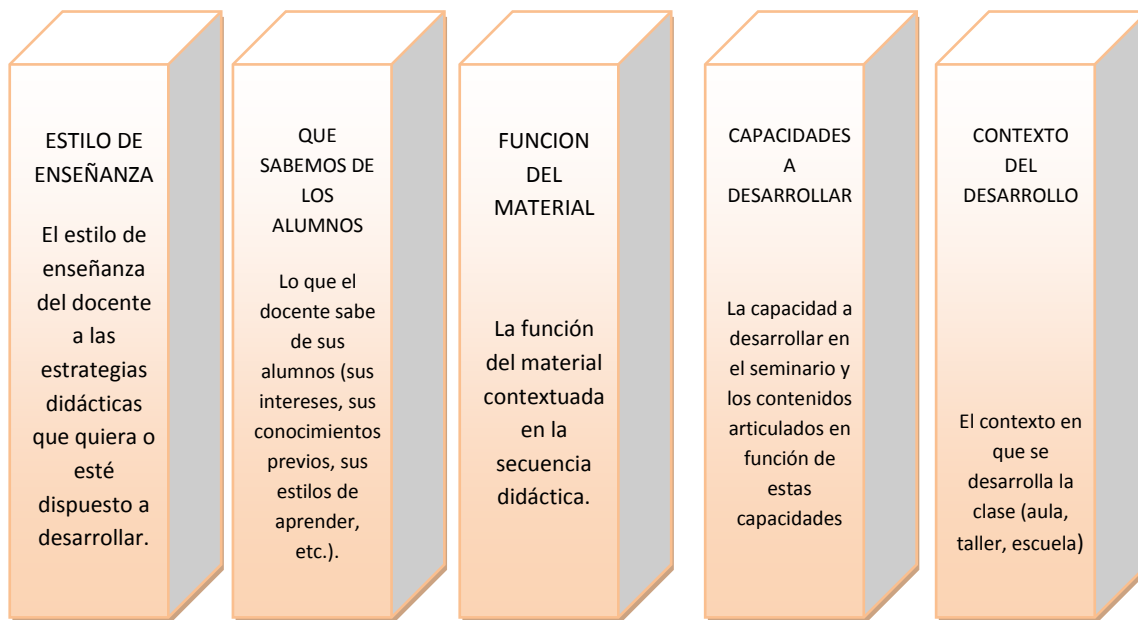 ESTILO DE
ENSEÑANZA
El estilo de
enseñanza
del docente
a las
estrategias
didácticas
que quiera o
esté
dispuesto a
desarrollar.
QUE
SABEMOS DE
LOS
ALUMNOS
Lo que el
docente sabe
de sus
alumnos (sus
intereses, sus
conocimientos
previos, sus
estilos de
aprender,
etc.).
FUNCION
DEL
MATERIAL
La función
del material
contextuada
en la
secuencia
didáctica.
CAPACIDADES
A
DESARROLLAR
La capacidad a
desarrollar en
el seminario y
los contenidos
articulados en
función de
estas
capacidades
CONTEXTO
DEL
DESARROLLO
El contexto en
que se
desarrolla la
clase (aula,
taller, escuela)